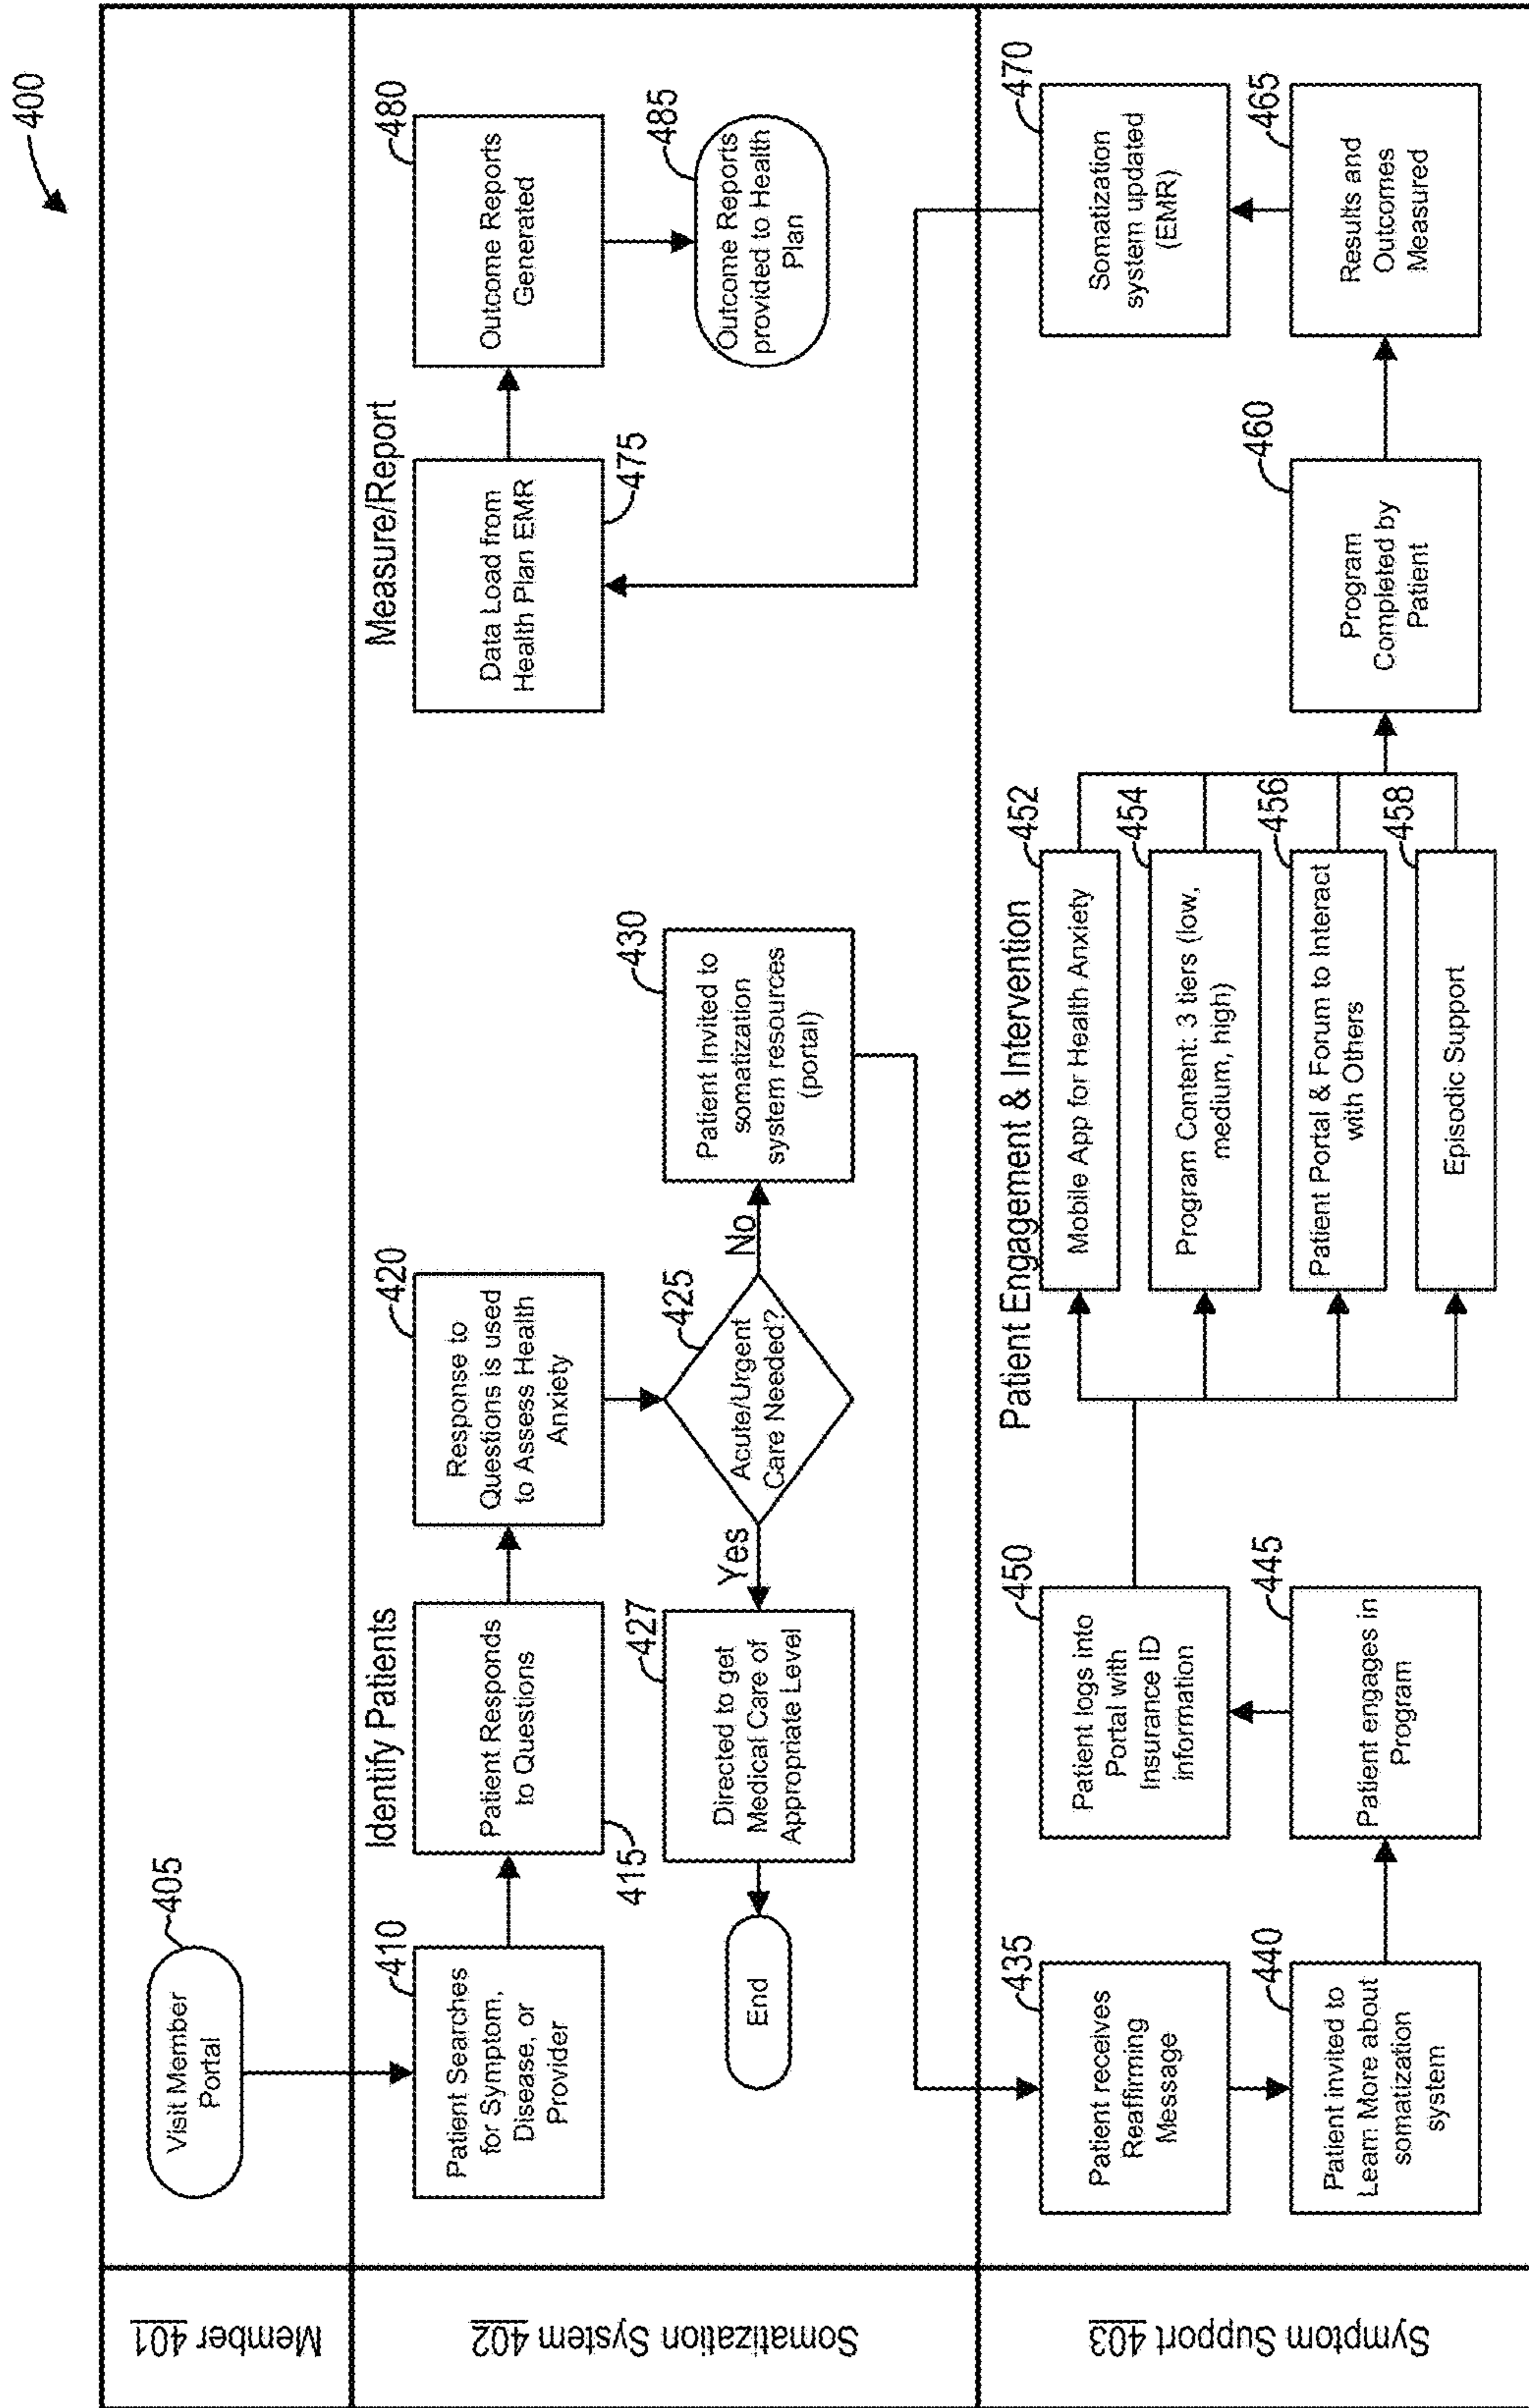 400
Member 401
Visit Member
Portal
405
Somatization System 402
Identify Patients
Patient Searches
for Symptom,
Disease, or
Provider
410
Patient Responds
to Questions
415
Response to
Questions is used
to Assess Health
Anxiety
420
Acute/Urgent
Care Needed?
425
Yes
No
Directed to get
Medical Care of
Appropriate Level
427
End
Patient Invited to
somatization
system resources
(portal)
430
Measure/Report
Data Load from
Health Plan EMR
475
Outcome Reports
Generated
480
Outcome Reports
provided to Health
Plan
485
Symptom Support 403
Patient receives
Reaffirming
Message
435
Patient invited to
Learn More about
somatization
system
440
Patient engages in
Program
445
Patient logs into
Portal with
Insurance ID
information
450
Patient Engagement & Intervention
Mobile App for Health Anxiety
452
Program Content: 3 tiers (low,
medium, high)
454
Patient Portal & Forum to Interact
with Others
456
Episodic Support
458
Program
Completed by
Patient
460
Results and
Outcomes
Measured
465
Somatization
system updated
(EMR)
470